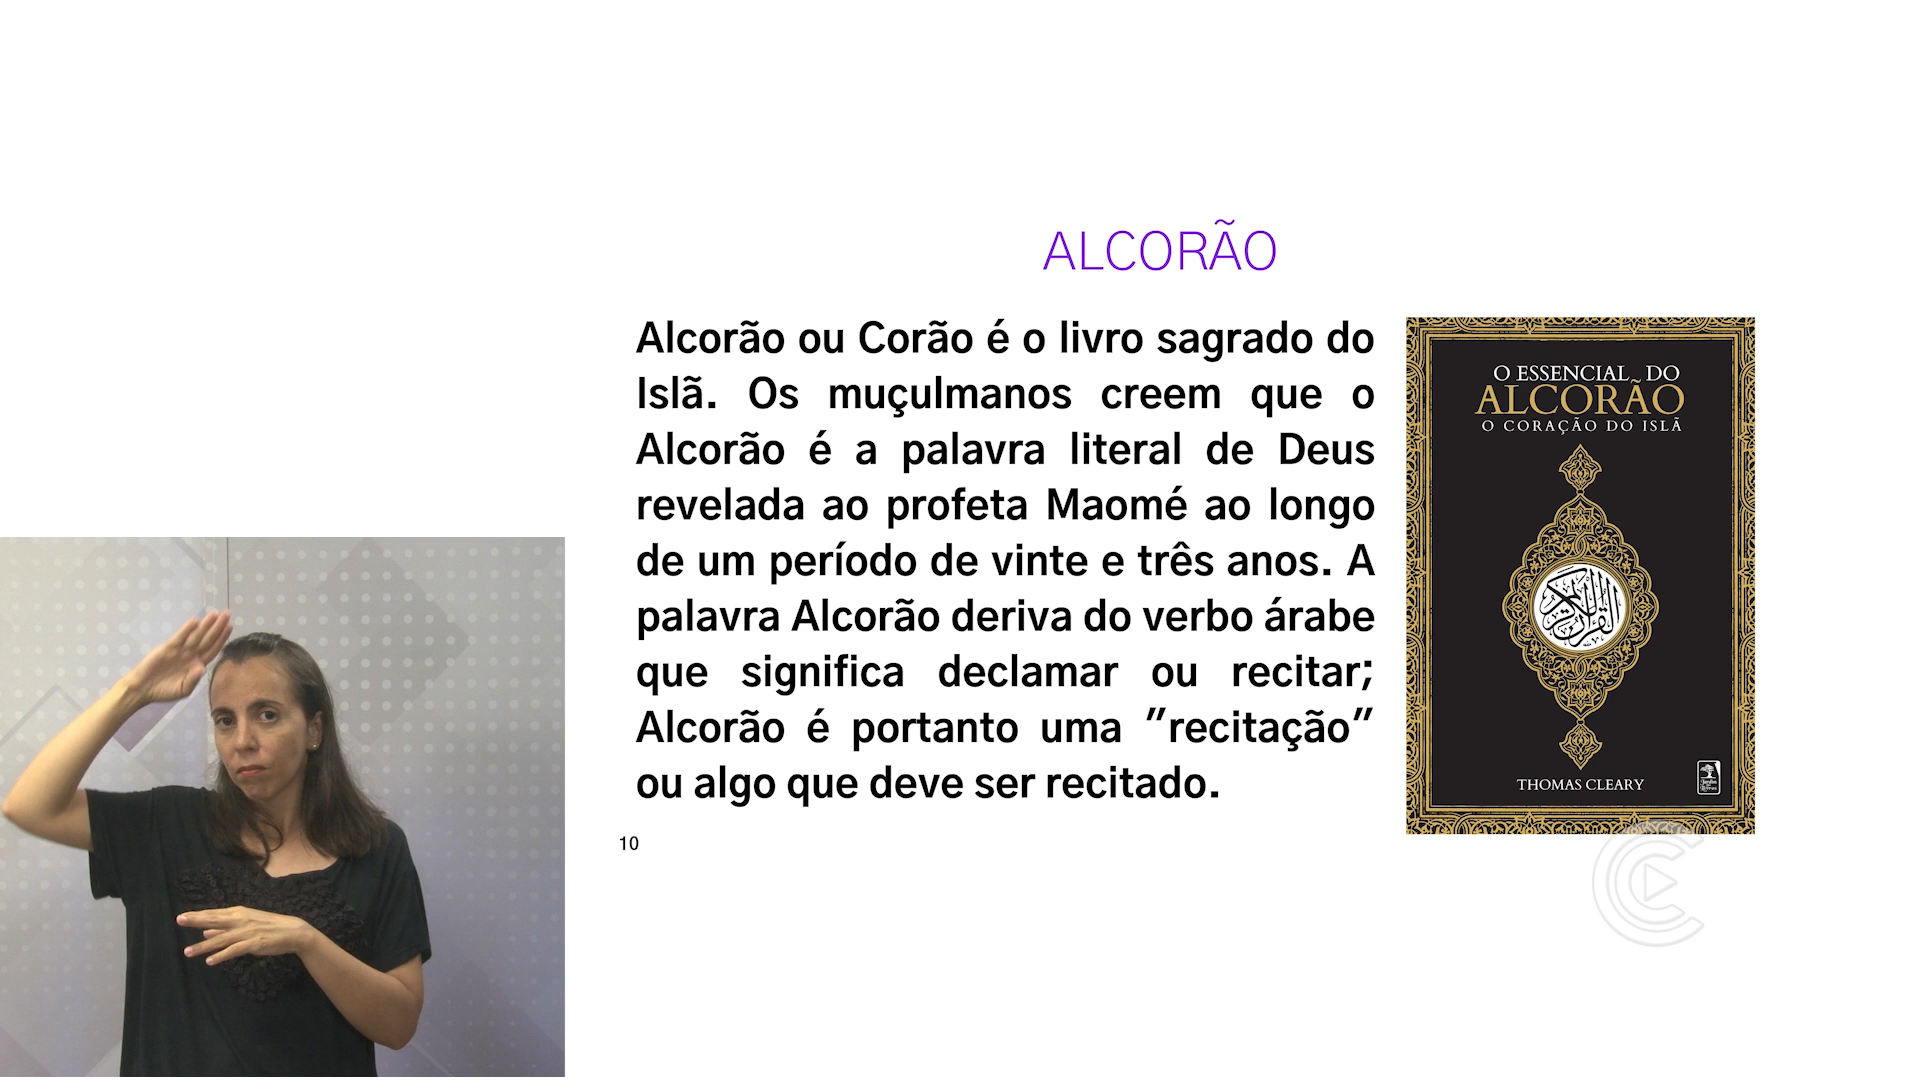 ALCORÃO
Alcorão ou Corão é o livro sagrado do
Islã. Os muçulmanos creem que o
Alcorão é a palavra literal de Deus
revelada ao profeta Maomé ao longo
de um período de vinte e três anos. A
palavra Alcorão deriva do verbo árabe
que significa declamar ou recitar;
Alcorão é portanto uma "recitação"
ou algo que deve ser recitado.
10
O ESSENCIAL DO
ALCORÃO
O CORAÇÃO DO ISLÃ
القرآن الكريم
THOMAS CLEARY